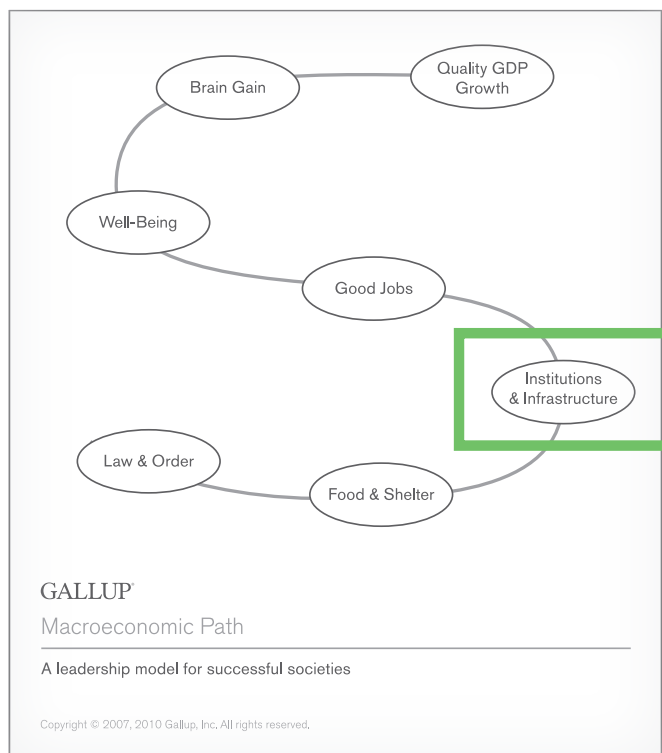 Brain Gain
Quality GDP
Growth
Well-Being
Good Jobs
Institutions
& Infrastructure
Law & Order
Food & Shelter
GALLUP®
Macroeconomic Path
A leadership model for successful societies
Copyright © 2007, 2010 Gallup, Inc. All rights reserved.